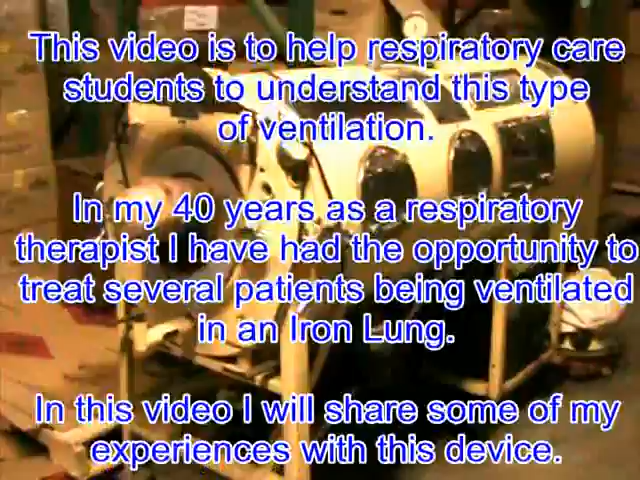 This video is to help respiratory care
students to understand this type
of ventilation.
In my 40 years as a respiratory
therapist I have had the opportunity to
treat several patients being ventilated
in an Iron Lung.
In this video I will share some of my
experiences with this device.